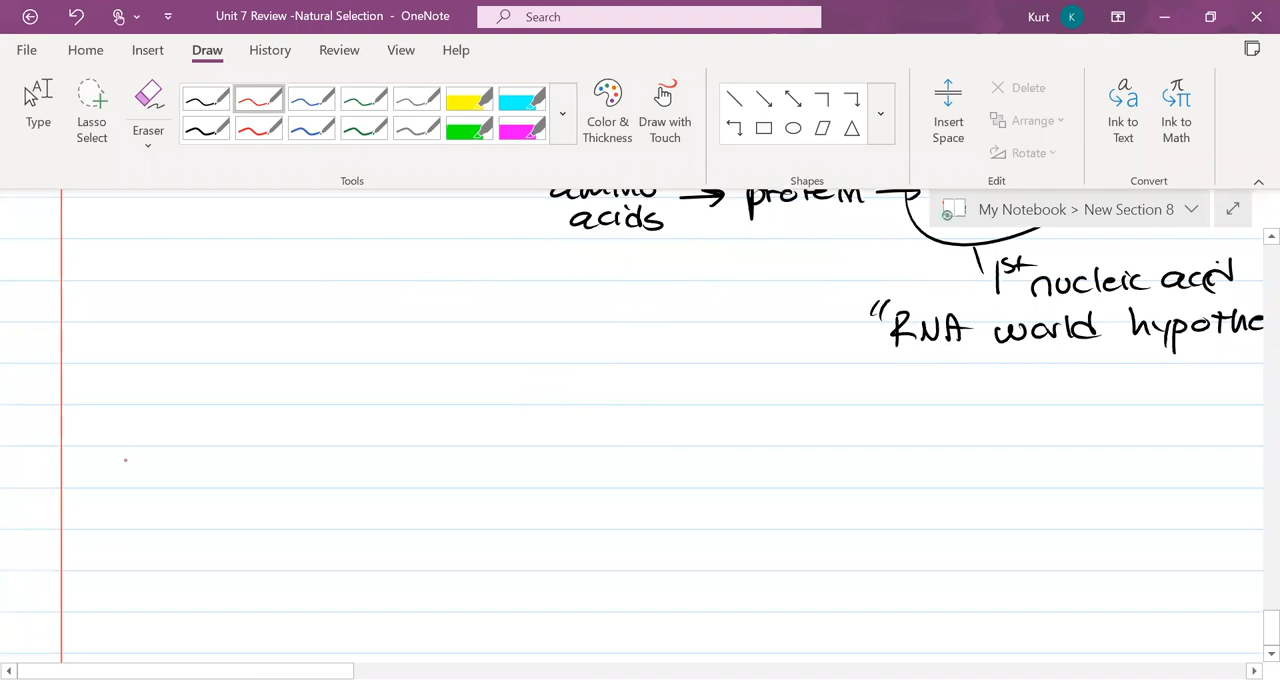 Unit 7 Review -Natural Selection - OneNote
Search
Kurt
K
File
Home
Insert
Draw
History
Review
View
Help
Type
Lasso Select
Eraser
Color & Thickness
Draw with Touch
Insert Space
Delete
Arrange
Rotate
Ink to Text
Ink to Math
Tools
Shapes
Edit
Convert
My Notebook > New Section 8
amino → protein →
acids
1st nucleic acid
"RNA world hypothe